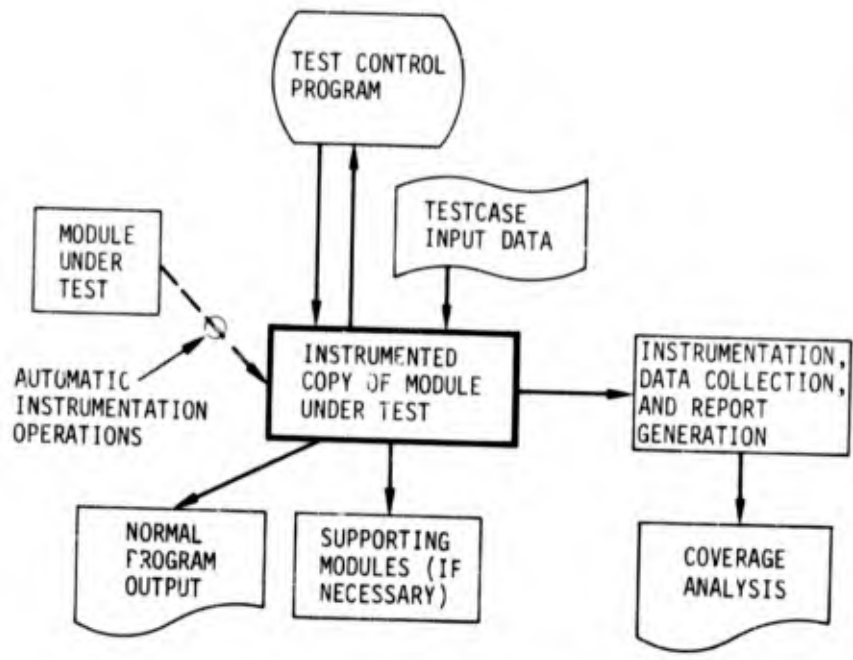 TEST CONTROL
PROGRAM
TESTCASE
INPUT DATA
MODULE
UNDER
TEST
AUTOMATIC
INSTRUMENTATION
OPERATIONS
INSTRUMENTED
COPY OF MODULE
UNDER TEST
INSTRUMENTATION,
DATA COLLECTION,
AND REPORT
GENERATION
NORMAL
PROGRAM
OUTPUT
SUPPORTING
MODULES (IF
NECESSARY)
COVERAGE
ANALYSIS